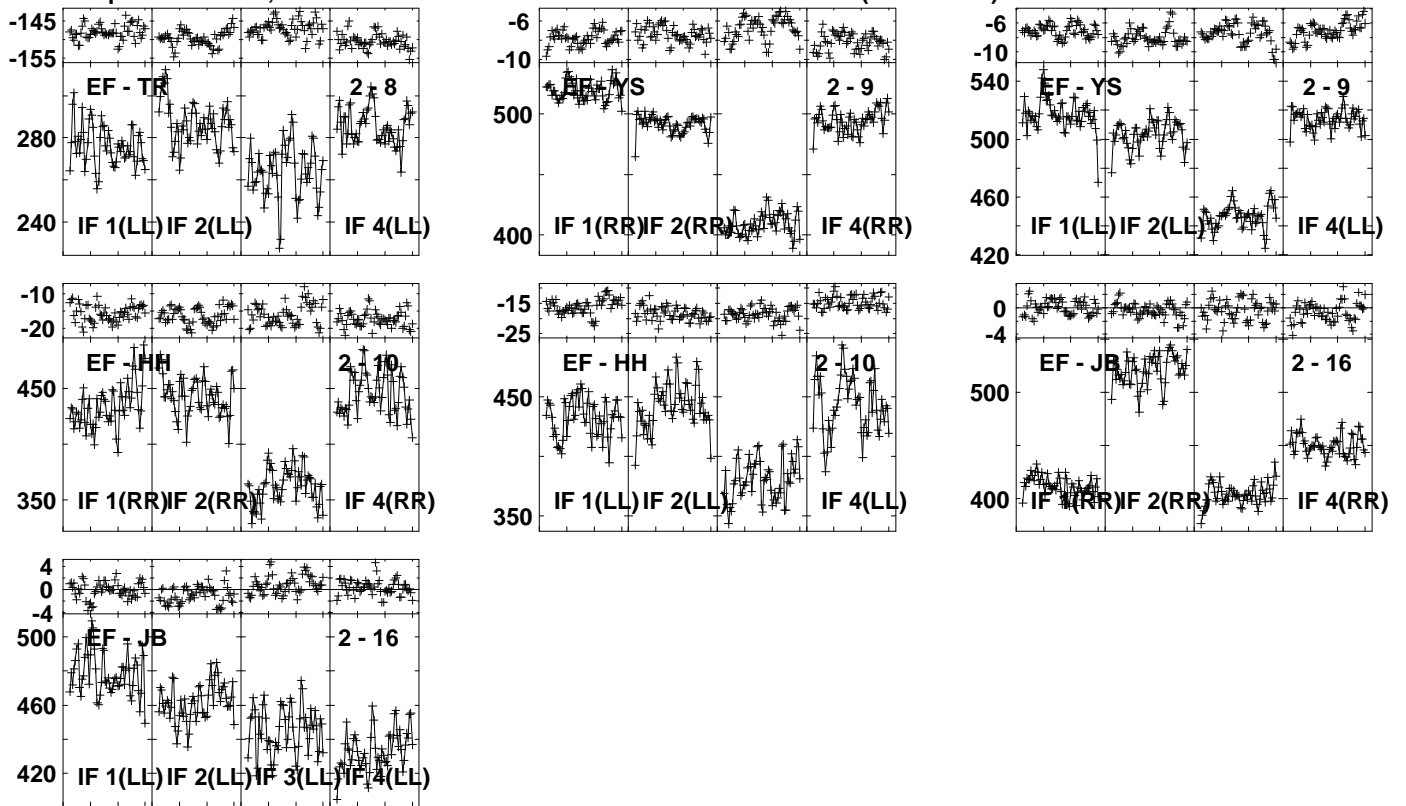 -145
-155
EF - TR 2 - 8
280
240
IF 1(LL) IF 2(LL) IF 4(LL)
-6
-10
EF - YS 2 - 9
500
400
IF 1(RR) IF 2(RR) IF 4(RR)
-6
-10
540
EF - YS 2 - 9
500
460
420
IF 1(LL) IF 2(LL) IF 4(LL)
-10
-20
EF - HH 2 - 10
450
350
IF 1(RR) IF 2(RR) IF 4(RR)
-15
-25
EF - HH 2 - 10
450
350
IF 1(LL) IF 2(LL) IF 4(LL)
0
-4
EF - JB 2 - 16
500
400
IF 1(RR) IF 2(RR) IF 4(RR)
4
0
-4
500
EF - JB 2 - 16
460
420
IF 1(LL) IF 2(LL) IF 3(LL) IF 4(LL)